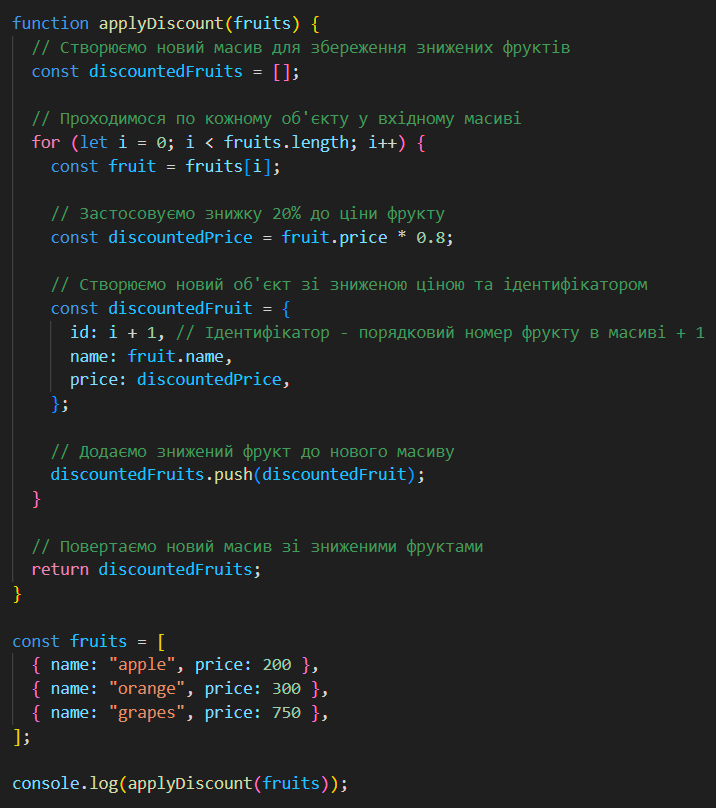 function applyDiscount(fruits) {
  // Створюємо новий масив для збереження знижених фруктів
  const discountedFruits = [];

  // Проходимося по кожному об'єкту у вхідному масиві
  for (let i = 0; i < fruits.length; i++) {
    const fruit = fruits[i];

    // Застосовуємо знижку 20% до ціни фрукту
    const discountedPrice = fruit.price * 0.8;

    // Створюємо новий об'єкт зі зниженою ціною та ідентифікатором
    const discountedFruit = {
      id: i + 1, // Ідентифікатор - порядковий номер фрукту в масиві + 1
      name: fruit.name,
      price: discountedPrice,
    };

    // Додаємо знижений фрукт до нового масиву
    discountedFruits.push(discountedFruit);
  }

  // Повертаємо новий масив зі зниженими фруктами
  return discountedFruits;
}

const fruits = [
  { name: "apple", price: 200 },
  { name: "orange", price: 300 },
  { name: "grapes", price: 750 },
];

console.log(applyDiscount(fruits));